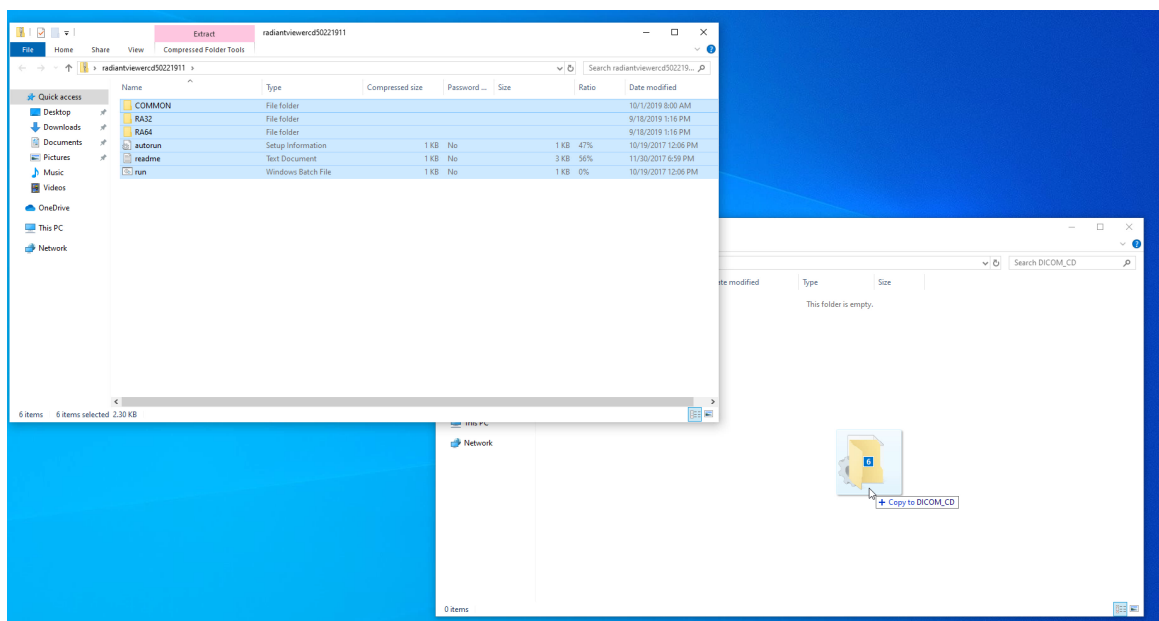 Extract radiantviewercd50221911
File Home Share View Compressed Folder Tools
radiantviewercd50221911
Search radiantviewercd502219...
Name Type Compressed size Password ... Size Ratio Date modified
Quick access
Desktop
Downloads
Documents
Pictures
Music
Videos
OneDrive
This PC
Network
COMMON File folder 10/1/2019 8:00 AM
RA32 File folder 9/18/2019 1:16 PM
RA64 File folder 9/18/2019 1:16 PM
autorun Setup Information 1 KB No 1 KB 47% 10/19/2017 12:06 PM
readme Text Document 1 KB No 3 KB 56% 11/30/2017 6:59 PM
run Windows Batch File 1 KB No 1 KB 0% 10/19/2017 12:06 PM
6 items 6 items selected 2.30 KB
Search DICOM_CD
ate modified Type Size
This folder is empty.
This PC
Network
6
+ Copy to DICOM_CD
0 items